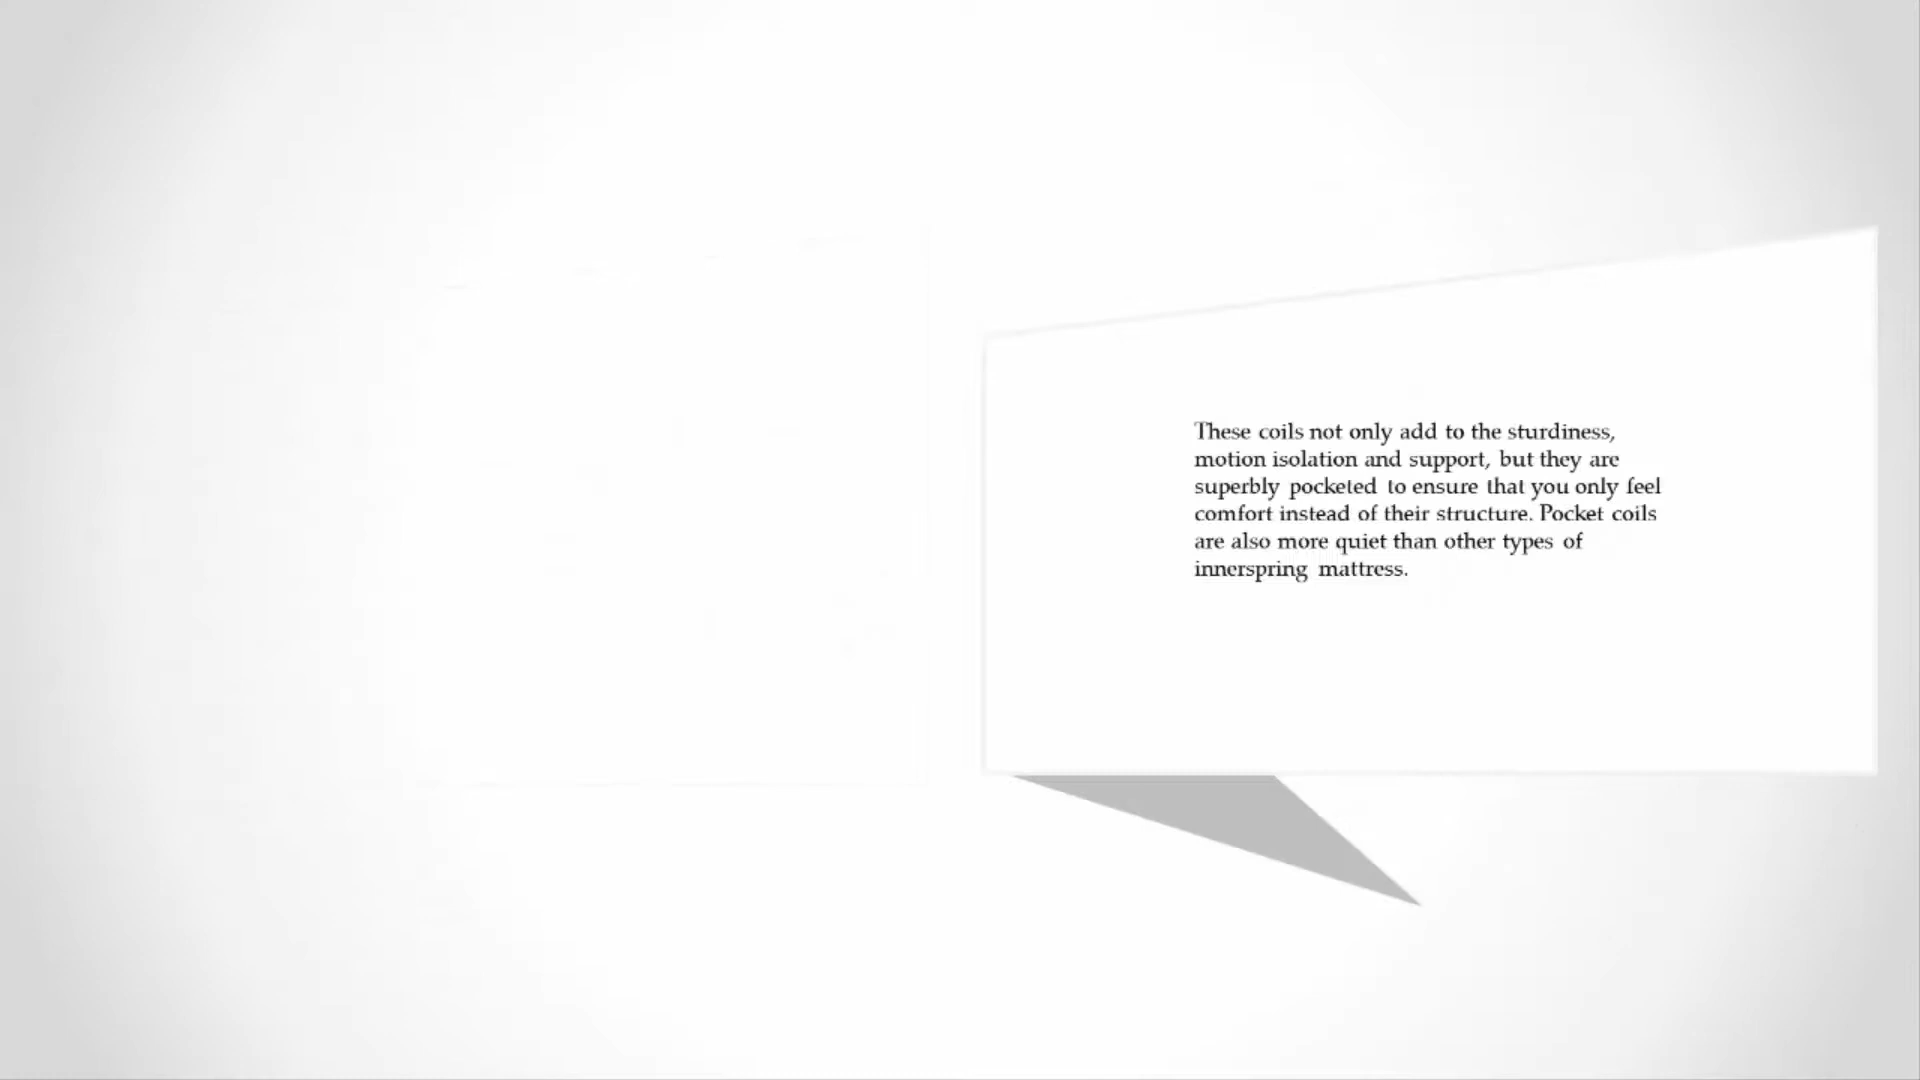 These coils not only add to the sturdiness,
motion isolation and support, but they are
superbly pocketed to ensure that you only feel
comfort instead of their structure. Pocket coils
are also more quiet than other types of
innerspring mattress.